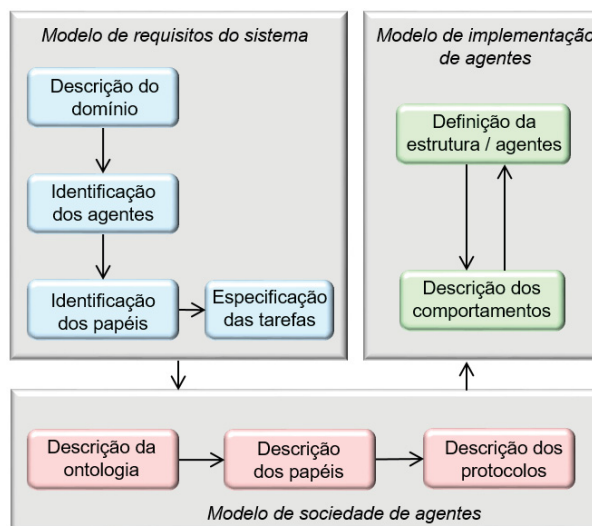 Modelo de requisitos do sistema
Descrição do
domínio
Identificação
dos agentes
Identificação
dos papéis
Especificação
das tarefas
Modelo de implementação
de agentes
Definição da
estrutura / agentes
Descrição dos
comportamentos
Descrição da
ontologia
Descrição
dos papéis
Descrição dos
protocolos
Modelo de sociedade de agentes